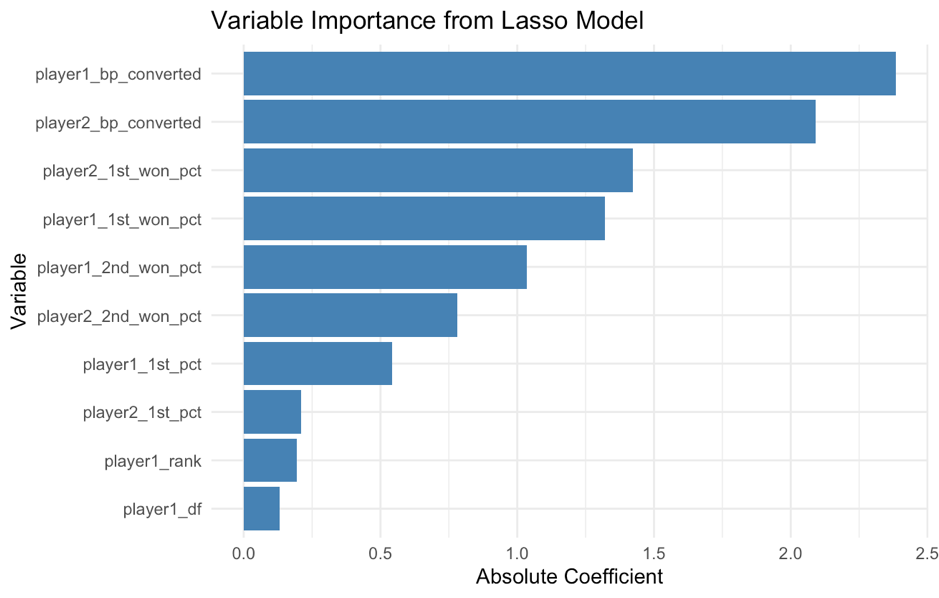 Variable Importance from Lasso Model
Variable
player1_bp_converted
player2_bp_converted
player2_1st_won_pct
player1_1st_won_pct
player1_2nd_won_pct
player2_2nd_won_pct
player1_1st_pct
player2_1st_pct
player1_rank
player1_df
0.0 0.5 1.0 1.5 2.0 2.5
Absolute Coefficient